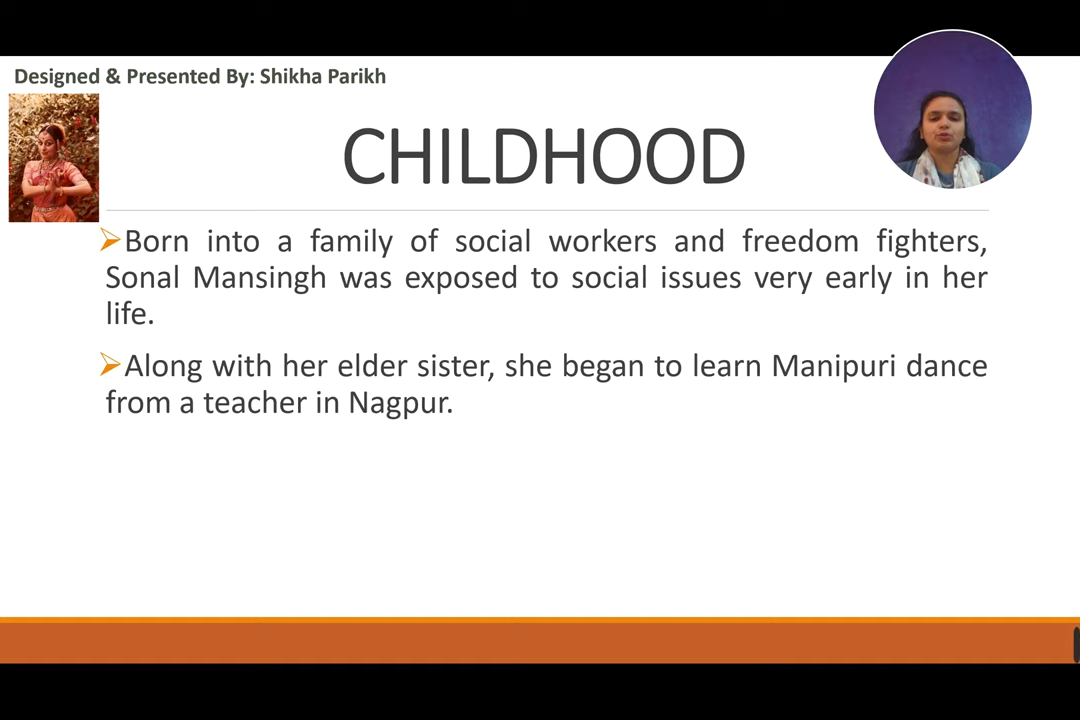 Designed & Presented By: Shikha Parikh
CHILDHOOD
➢Born into a family of social workers and freedom fighters,
Sonal Mansingh was exposed to social issues very early in her
life.
➢Along with her elder sister, she began to learn Manipuri dance
from a teacher in Nagpur.